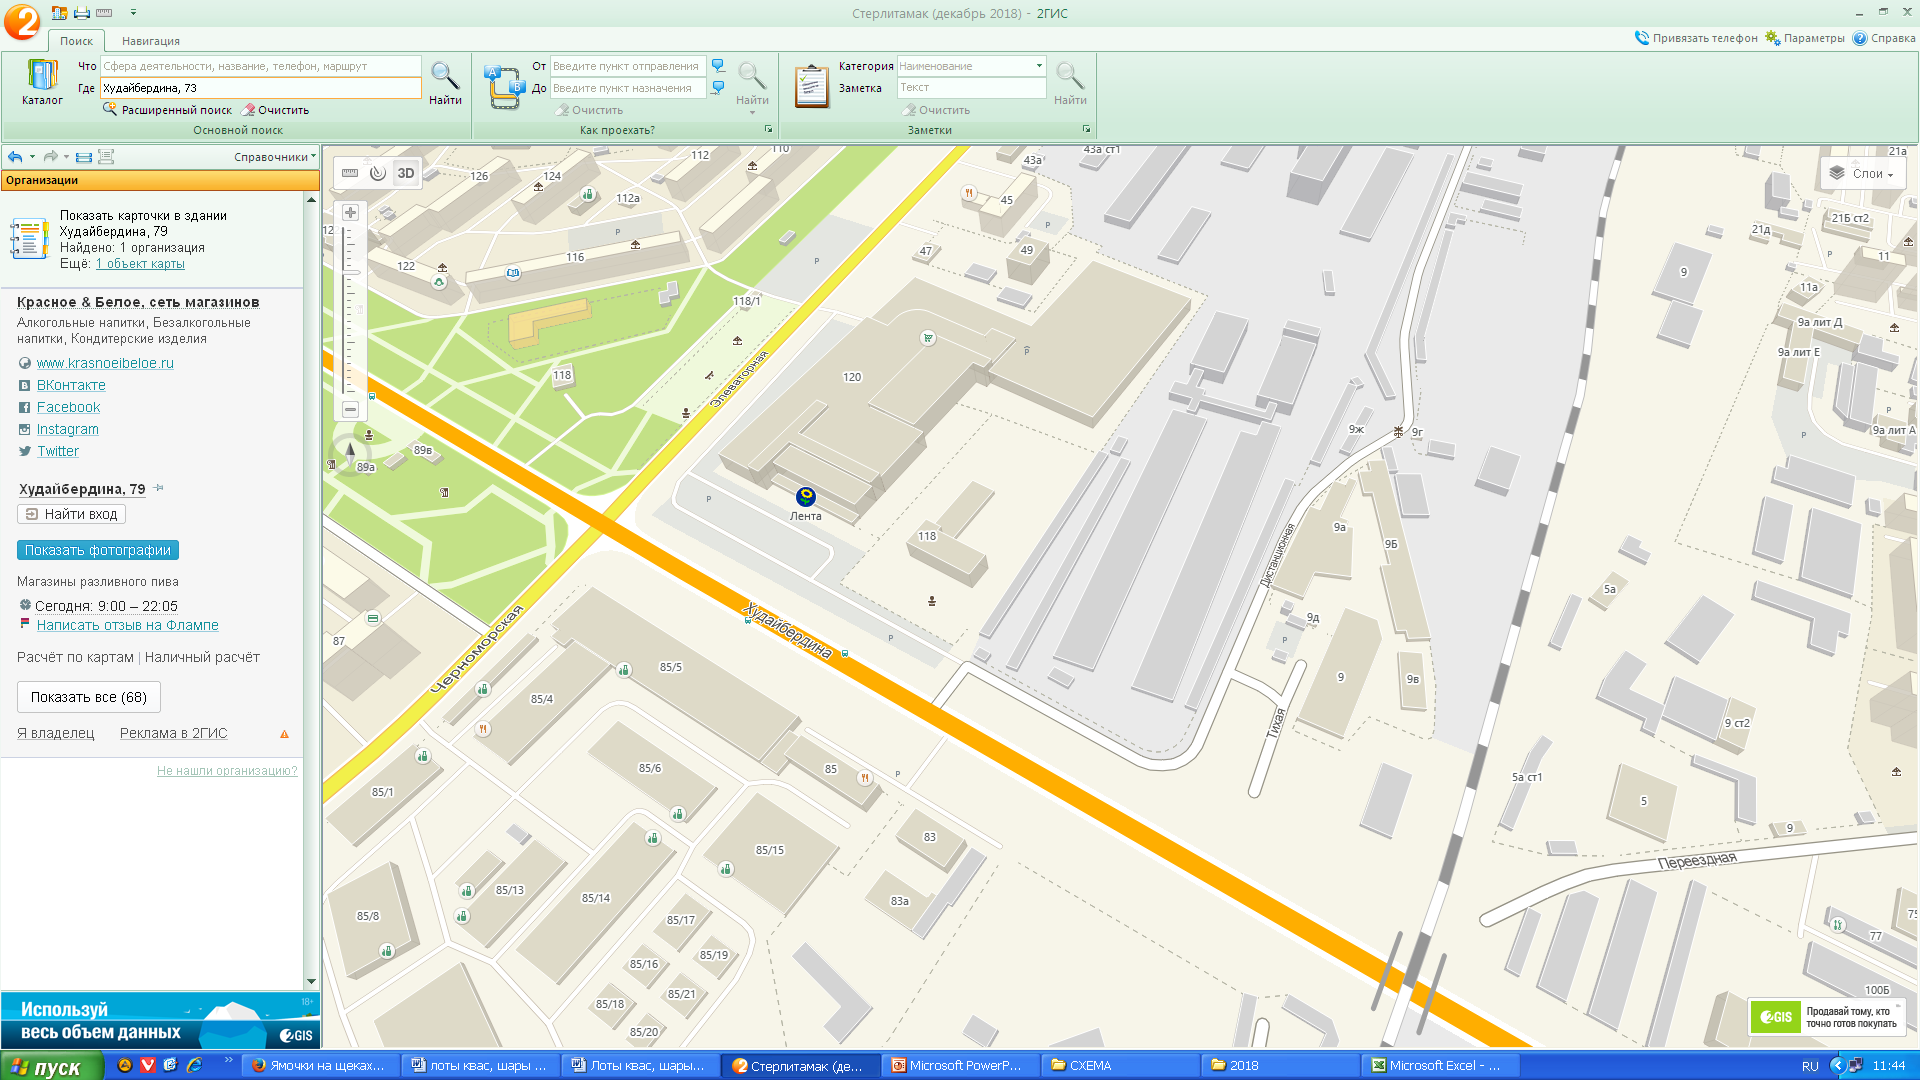 Стерлитамак (декабрь 2018) - 2ГИС
Поиск
Навигация
Привязать телефон
Параметры
Справка
Каталог
Что
Сфера деятельности, название, телефон, маршрут
Где
Худайбердина, 73
Расширенный поиск
Очистить
Найти
Основной поиск
От
Введите пункт отправления
До
Введите пункт назначения
Очистить
Найти
Как проехать?
Категория
Наименование
Заметка
Текст
Очистить
Найти
Заметки
Справочники
Организации
Показать карточки в здании
Худайбердина, 79
Найдено: 1 организация
Ещё: 1 объект карты
Красное & Белое, сеть магазинов
Алкогольные напитки, Безалкогольные
напитки, Кондитерские изделия
www.krasnoeibeloe.ru
ВКонтакте
Facebook
Instagram
Twitter
Худайбердина, 79
Найти вход
Показать фотографии
Магазины разливного пива
Сегодня: 9:00 – 22:05
Написать отзыв на Флампе
Расчёт по картам | Наличный расчёт
Показать все (68)
Я владелец
Реклама в 2ГИС
Не нашли организацию?
Используй
весь объем данных
18+
2GIS
3D
Слои
126
124
112
110
112а
116
122
118/1
118
89в
89а
87
Элеваторная
Черноморская
Худайбердина
43а
43а ст1
45
47
49
120
Лента
118
85/5
85/4
85/6
85/1
85
85/15
85/13
85/14
85/8
85/17
85/16
85/19
85/18
85/21
85/20
83
83а
Дистанционная
Тихая
Переездная
9ж
9г
9а
9Б
9д
9
9в
21а
21Б ст2
21д
11
11а
9
9а лит Д
9а лит Е
9а лит А
5а
9 ст2
5а ст1
5
9
77
100Б
2GIS
Продавай тому, кто
точно готов покупать
пуск
Ямочки на щеках...
лоты квас, шары ...
Лоты квас, шары...
Стерлитамак (де...
Microsoft PowerP...
СХЕМА
2018
Microsoft Excel - ...
RU
11:44